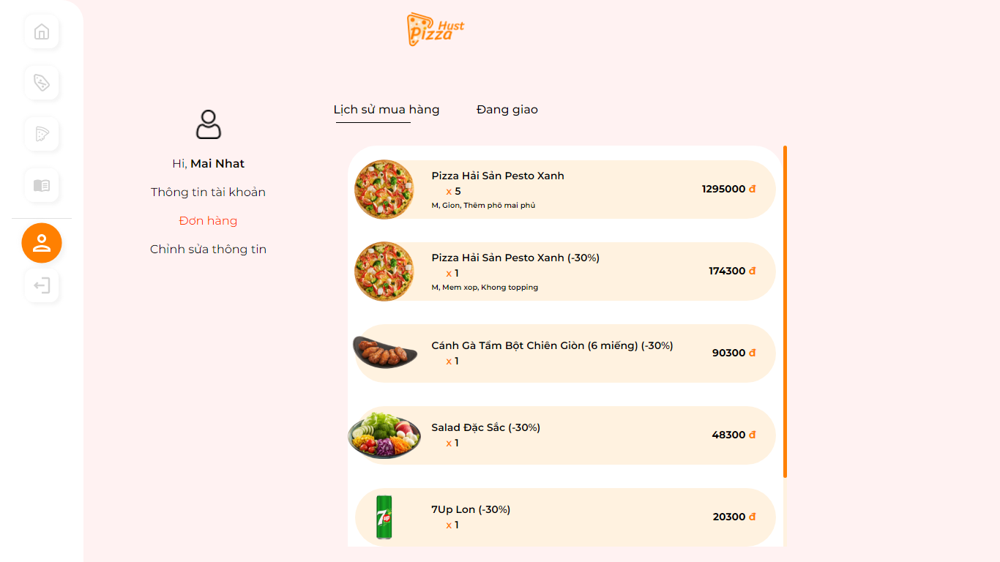 Hust
Pizza
Lịch sử mua hàng
Đang giao
Hi, Mai Nhat
Thông tin tài khoản
Đơn hàng
Chỉnh sửa thông tin
Pizza Hải Sản Pesto Xanh
x 5
M, Gion, Thêm phô mai phủ
1295000 đ
Pizza Hải Sản Pesto Xanh (-30%)
x 1
M, Mem xop, Khong topping
174300 đ
Cánh Gà Tẩm Bột Chiên Giòn (6 miếng) (-30%)
x 1
90300 đ
Salad Đặc Sắc (-30%)
x 1
48300 đ
7up
7Up Lon (-30%)
x 1
20300 đ